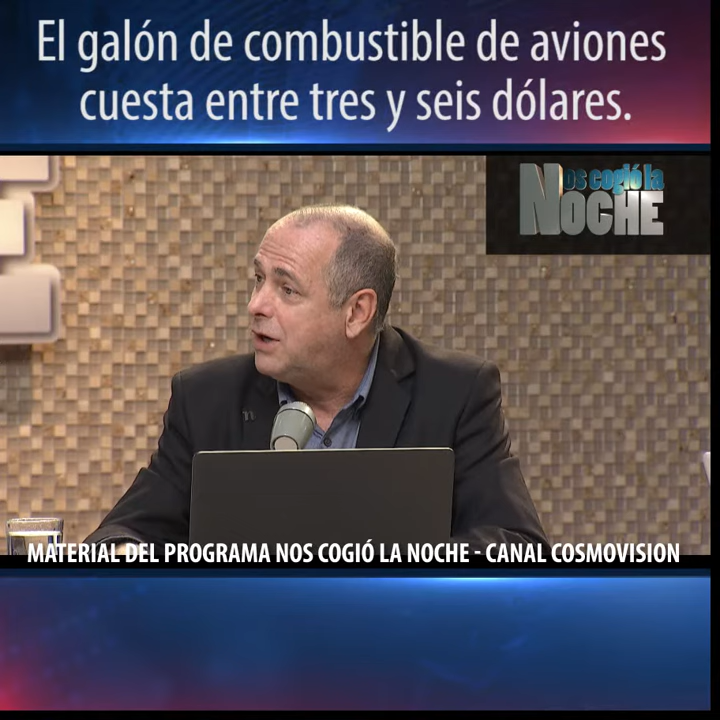 El galón de combustible de aviones
cuesta entre tres y seis dólares.
Nos cogió la
NOCHE
MATERIAL DEL PROGRAMA NOS COGIÓ LA NOCHE - CANAL COSMOVISION